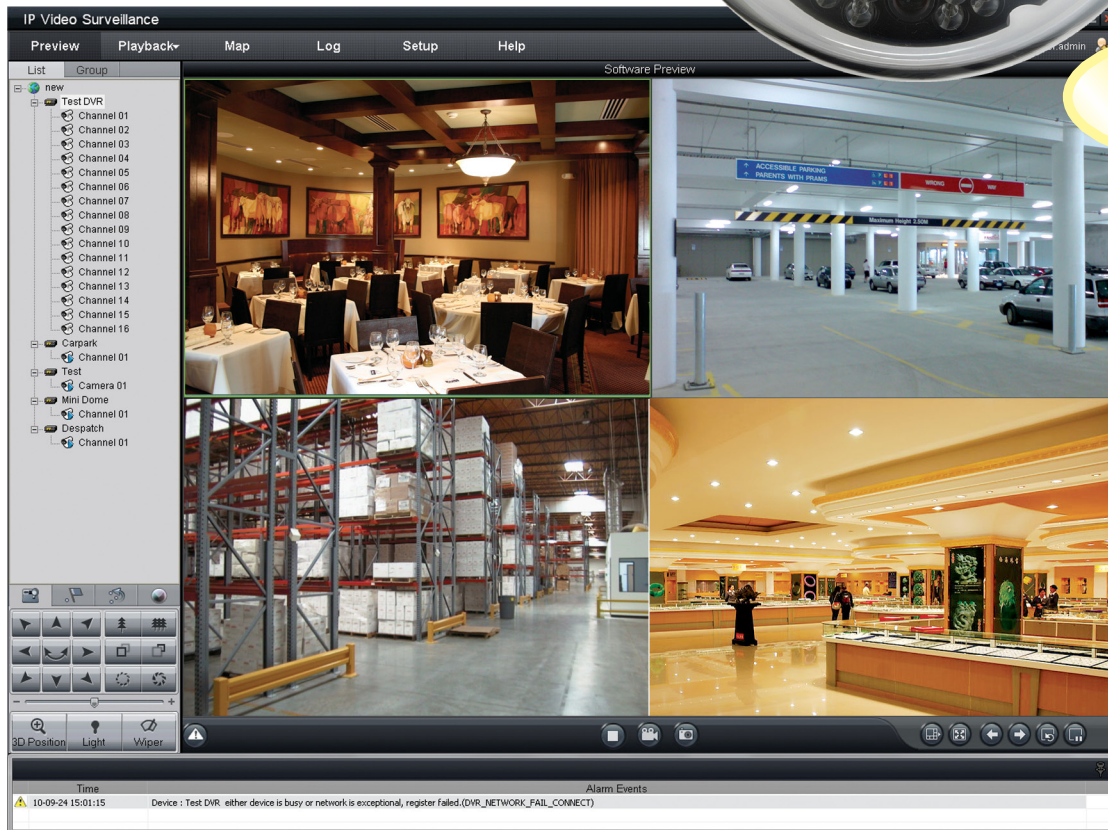 IP Video Surveillance
Preview Playback Map Log Setup Help
admin
List Group
Software Preview
new
Test DVR
Channel 01
Channel 02
Channel 03
Channel 04
Channel 05
Channel 06
Channel 07
Channel 08
Channel 09
Channel 10
Channel 11
Channel 12
Channel 13
Channel 14
Channel 15
Channel 16
Carpark
Channel 01
Test
Camera 01
Mini Dome
Channel 01
Despatch
Channel 01
ACCESSIBLE PARKING
PARENTS WITH PRAMS
WRONG WAY
Maximum Height 2.00M
3D Position Light Wiper
Time Alarm Events
10-09-24 15:01:15 Device : Test DVR either device is busy or network is exceptional, register failed.(DVR_NETWORK_FAIL_CONNECT)